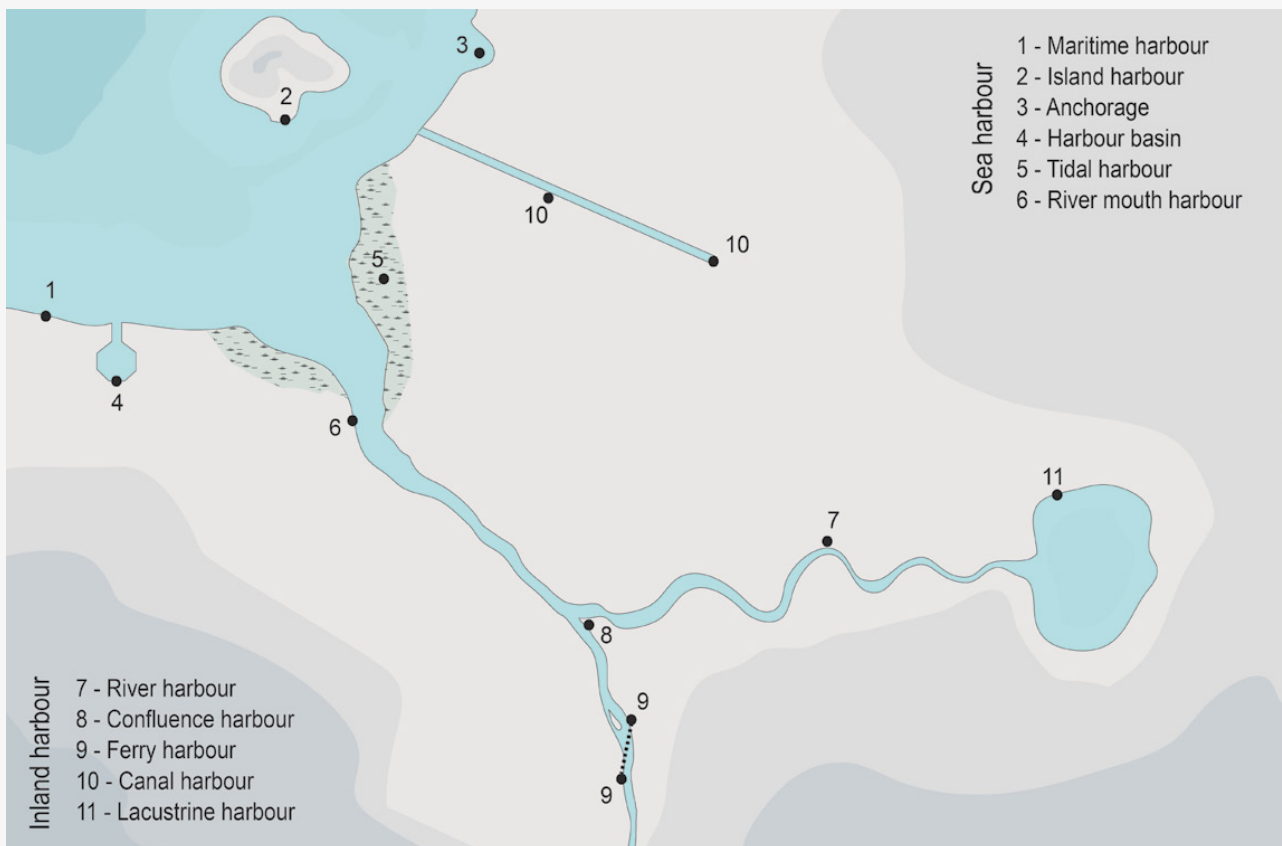 3
2
1 - Maritime harbour
2 - Island harbour
3 - Anchorage
4 - Harbour basin
5 - Tidal harbour
6 - River mouth harbour
Sea harbour
10
10
5
1
4
6
11
7
8
9
9
Inland harbour
7 - River harbour
8 - Confluence harbour
9 - Ferry harbour
10 - Canal harbour
11 - Lacustrine harbour